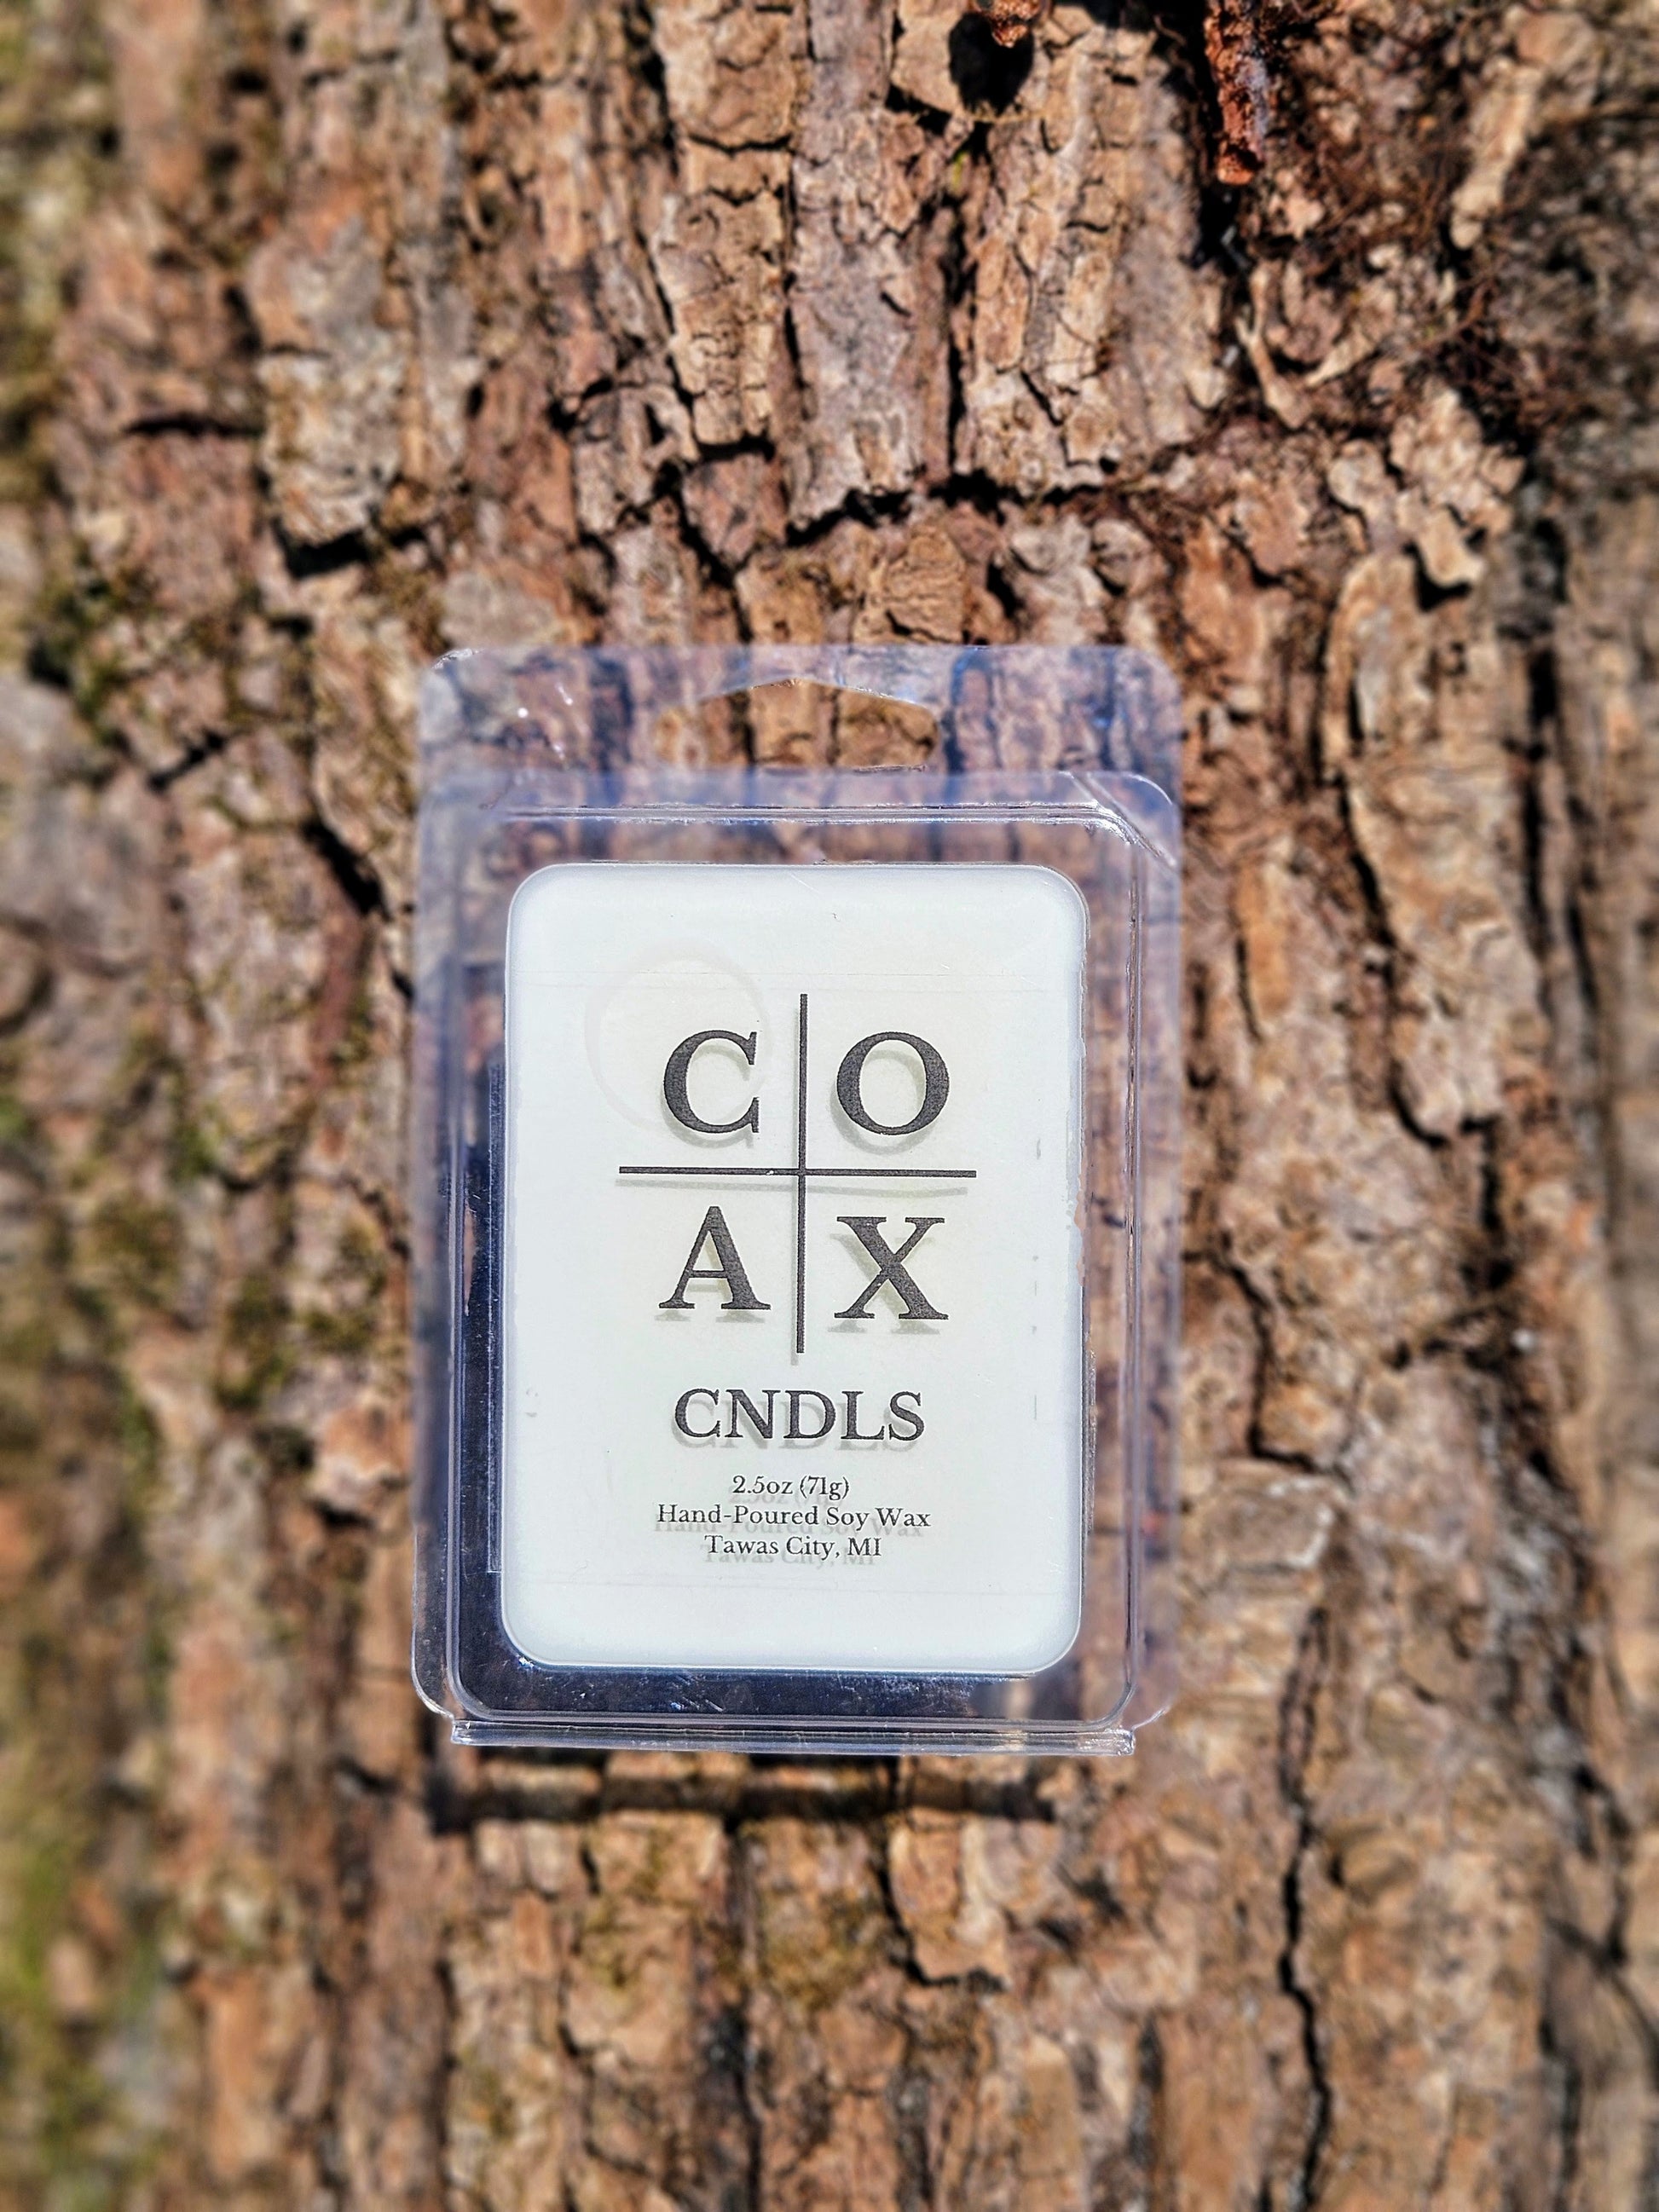 C O
A X
CNDLS
2.5oz (71g)
Hand-Poured Soy Wax
Tawas City, MI